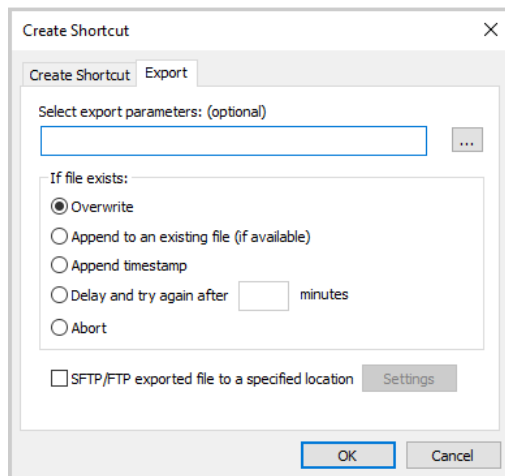 Create Shortcut
Create Shortcut Export
Select export parameters: (optional)
...
If file exists:
Overwrite
Append to an existing file (if available)
Append timestamp
Delay and try again after minutes
Abort
SFTP/FTP exported file to a specified location Settings
OK Cancel